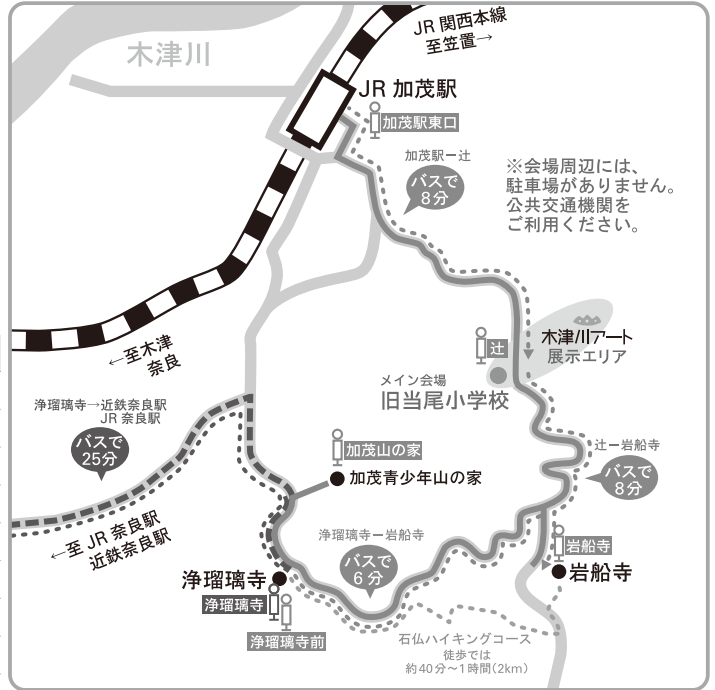 木津川
JR 関西本線
至笠置→
JR 加茂駅
加茂駅東口
加茂駅ー辻
バスで
8分
※会場周辺には、
駐車場がありません。
公共交通機関を
ご利用ください。
←至木津
奈良
木津川アート
展示エリア
辻
メイン会場
旧当尾小学校
浄瑠璃寺→近鉄奈良駅
JR 奈良駅
バスで
25分
加茂山の家
加茂青少年山の家
辻ー岩船寺
バスで
8分
←至 JR 奈良駅
近鉄奈良駅
浄瑠璃寺ー岩船寺
バスで
6分
岩船寺
岩船寺
浄瑠璃寺
浄瑠璃寺
浄瑠璃寺前
石仏ハイキングコース
徒歩では
約40分〜1時間(2km)